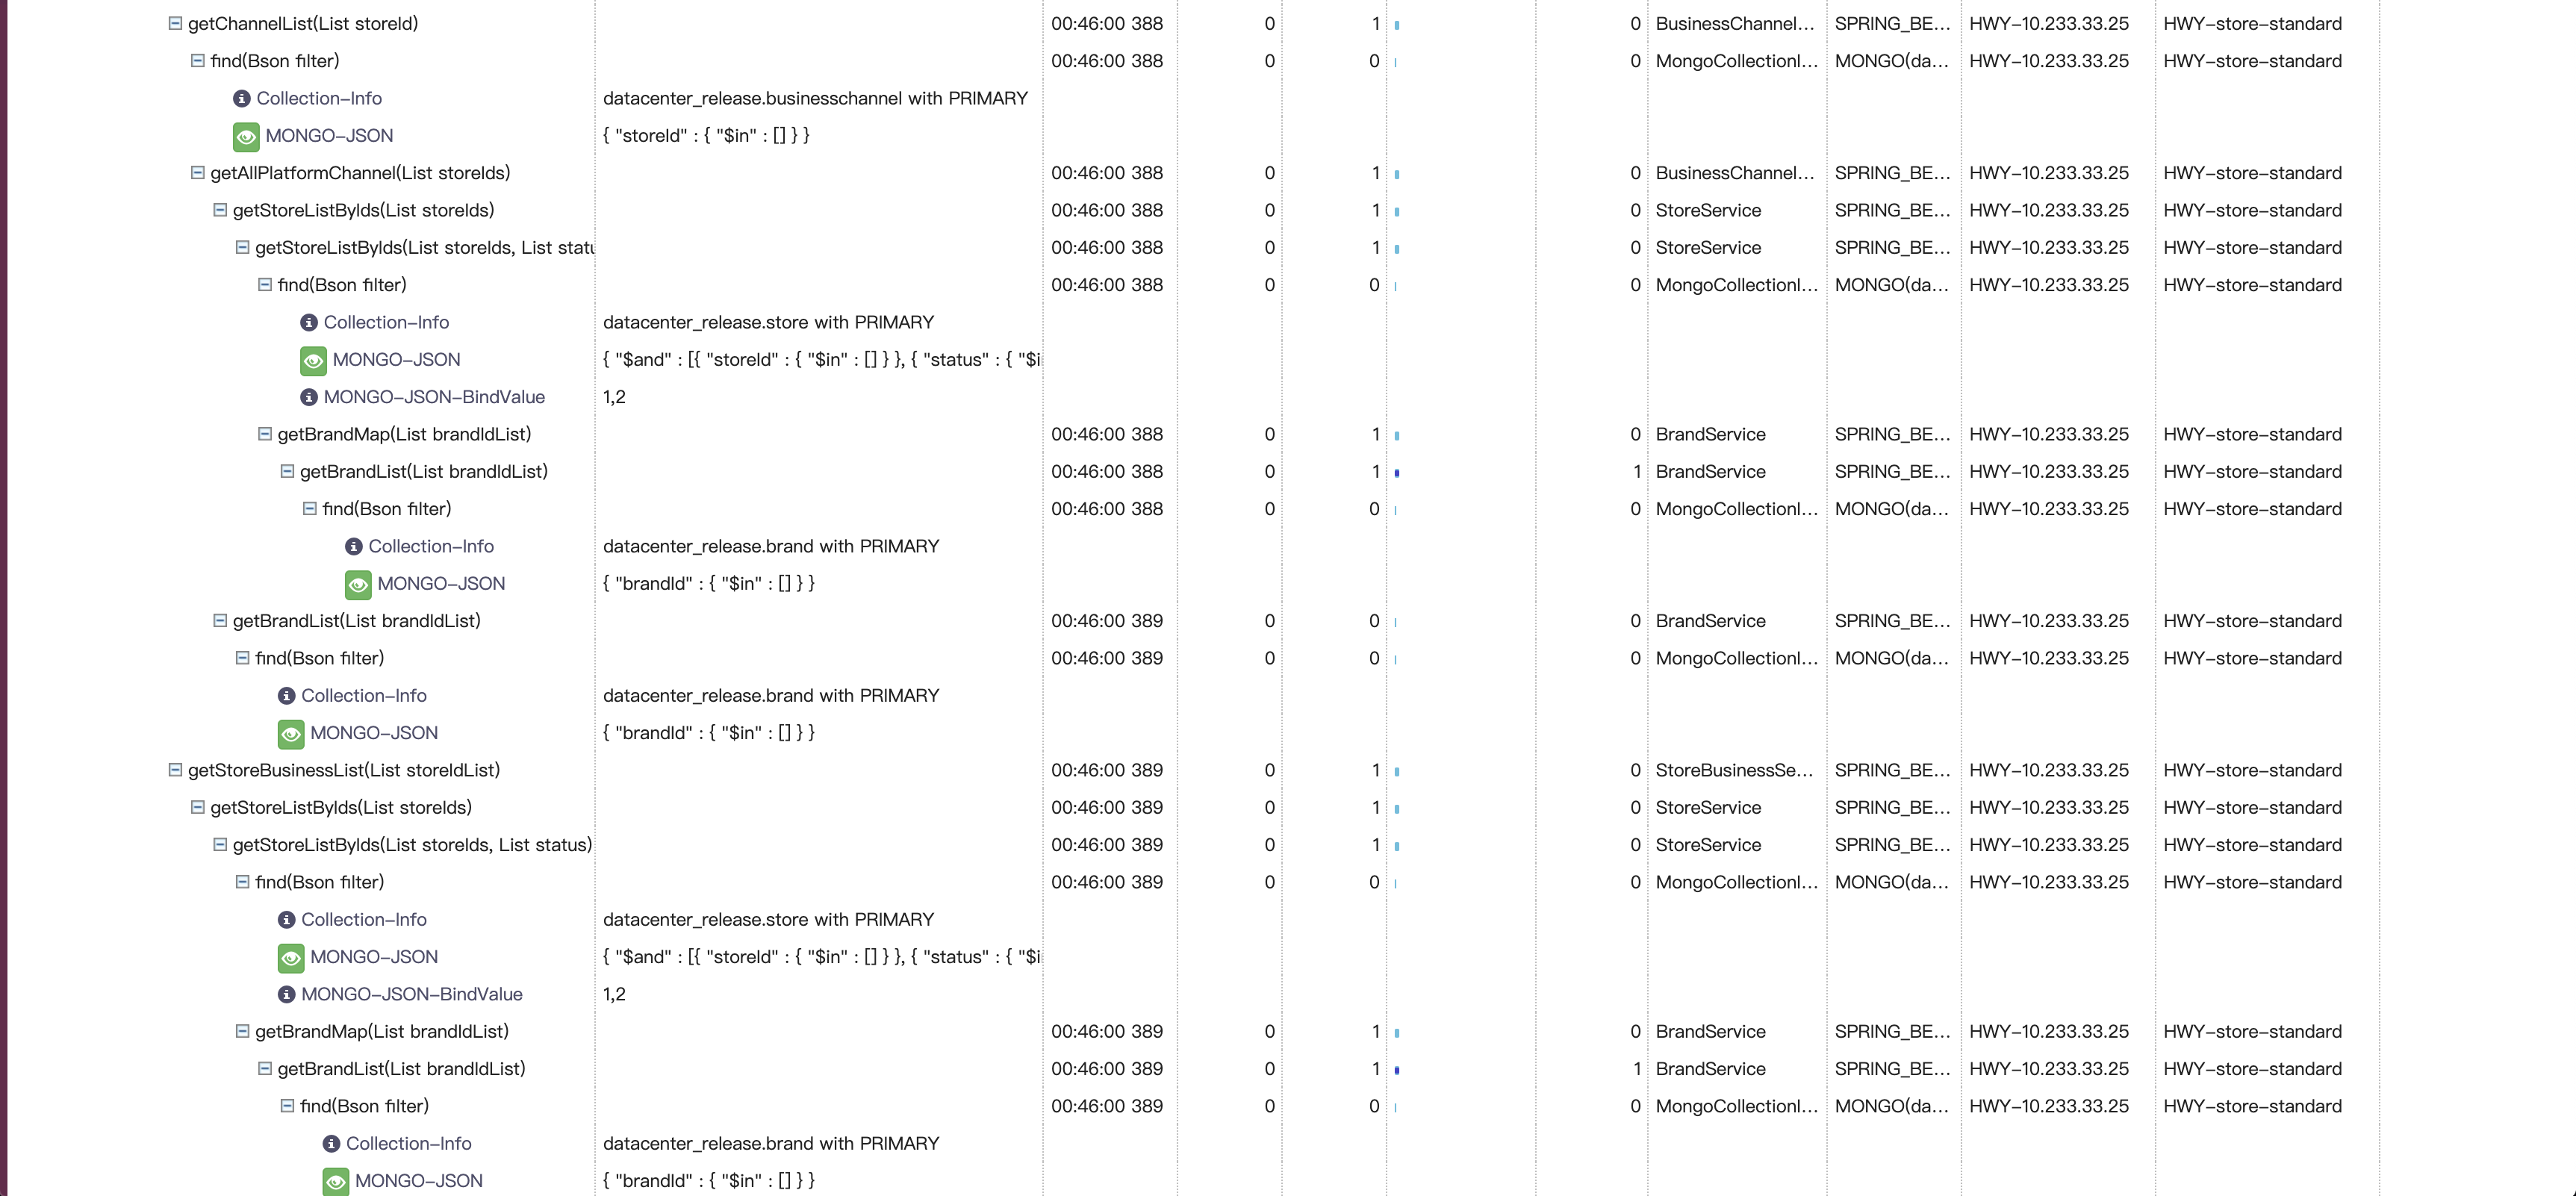 getChannelList(List storeId) 00:46:00 388 0 1 0 BusinessChannel... SPRING_BE... HWY-10.233.33.25 HWY-store-standard
find(Bson filter) 00:46:00 388 0 0 0 MongoCollectionI... MONGO(da... HWY-10.233.33.25 HWY-store-standard
Collection-Info datacenter_release.businesschannel with PRIMARY
MONGO-JSON { "storeId" : { "$in" : [] } }
getAllPlatformChannel(List storeIds) 00:46:00 388 0 1 0 BusinessChannel... SPRING_BE... HWY-10.233.33.25 HWY-store-standard
getStoreListByIds(List storeIds) 00:46:00 388 0 1 0 StoreService SPRING_BE... HWY-10.233.33.25 HWY-store-standard
getStoreListByIds(List storeIds, List statu 00:46:00 388 0 1 0 StoreService SPRING_BE... HWY-10.233.33.25 HWY-store-standard
find(Bson filter) 00:46:00 388 0 0 0 MongoCollectionI... MONGO(da... HWY-10.233.33.25 HWY-store-standard
Collection-Info datacenter_release.store with PRIMARY
MONGO-JSON { "$and" : [{ "storeId" : { "$in" : [] } }, { "status" : { "$i
MONGO-JSON-BindValue 1,2
getBrandMap(List brandIdList) 00:46:00 388 0 1 0 BrandService SPRING_BE... HWY-10.233.33.25 HWY-store-standard
getBrandList(List brandIdList) 00:46:00 388 0 1 1 BrandService SPRING_BE... HWY-10.233.33.25 HWY-store-standard
find(Bson filter) 00:46:00 388 0 0 0 MongoCollectionI... MONGO(da... HWY-10.233.33.25 HWY-store-standard
Collection-Info datacenter_release.brand with PRIMARY
MONGO-JSON { "brandId" : { "$in" : [] } }
getBrandList(List brandIdList) 00:46:00 389 0 0 0 BrandService SPRING_BE... HWY-10.233.33.25 HWY-store-standard
find(Bson filter) 00:46:00 389 0 0 0 MongoCollectionI... MONGO(da... HWY-10.233.33.25 HWY-store-standard
Collection-Info datacenter_release.brand with PRIMARY
MONGO-JSON { "brandId" : { "$in" : [] } }
getStoreBusinessList(List storeIdList) 00:46:00 389 0 1 0 StoreBusinessSe... SPRING_BE... HWY-10.233.33.25 HWY-store-standard
getStoreListByIds(List storeIds) 00:46:00 389 0 1 0 StoreService SPRING_BE... HWY-10.233.33.25 HWY-store-standard
getStoreListByIds(List storeIds, List status) 00:46:00 389 0 1 0 StoreService SPRING_BE... HWY-10.233.33.25 HWY-store-standard
find(Bson filter) 00:46:00 389 0 0 0 MongoCollectionI... MONGO(da... HWY-10.233.33.25 HWY-store-standard
Collection-Info datacenter_release.store with PRIMARY
MONGO-JSON { "$and" : [{ "storeId" : { "$in" : [] } }, { "status" : { "$i
MONGO-JSON-BindValue 1,2
getBrandMap(List brandIdList) 00:46:00 389 0 1 0 BrandService SPRING_BE... HWY-10.233.33.25 HWY-store-standard
getBrandList(List brandIdList) 00:46:00 389 0 1 1 BrandService SPRING_BE... HWY-10.233.33.25 HWY-store-standard
find(Bson filter) 00:46:00 389 0 0 0 MongoCollectionI... MONGO(da... HWY-10.233.33.25 HWY-store-standard
Collection-Info datacenter_release.brand with PRIMARY
MONGO-JSON { "brandId" : { "$in" : [] } }